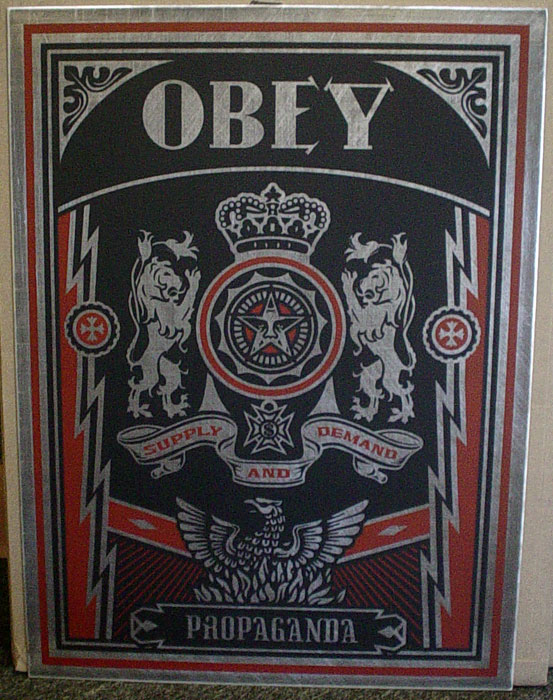 OBEY
SUPPLY AND DEMAND
$
PROPAGANDA